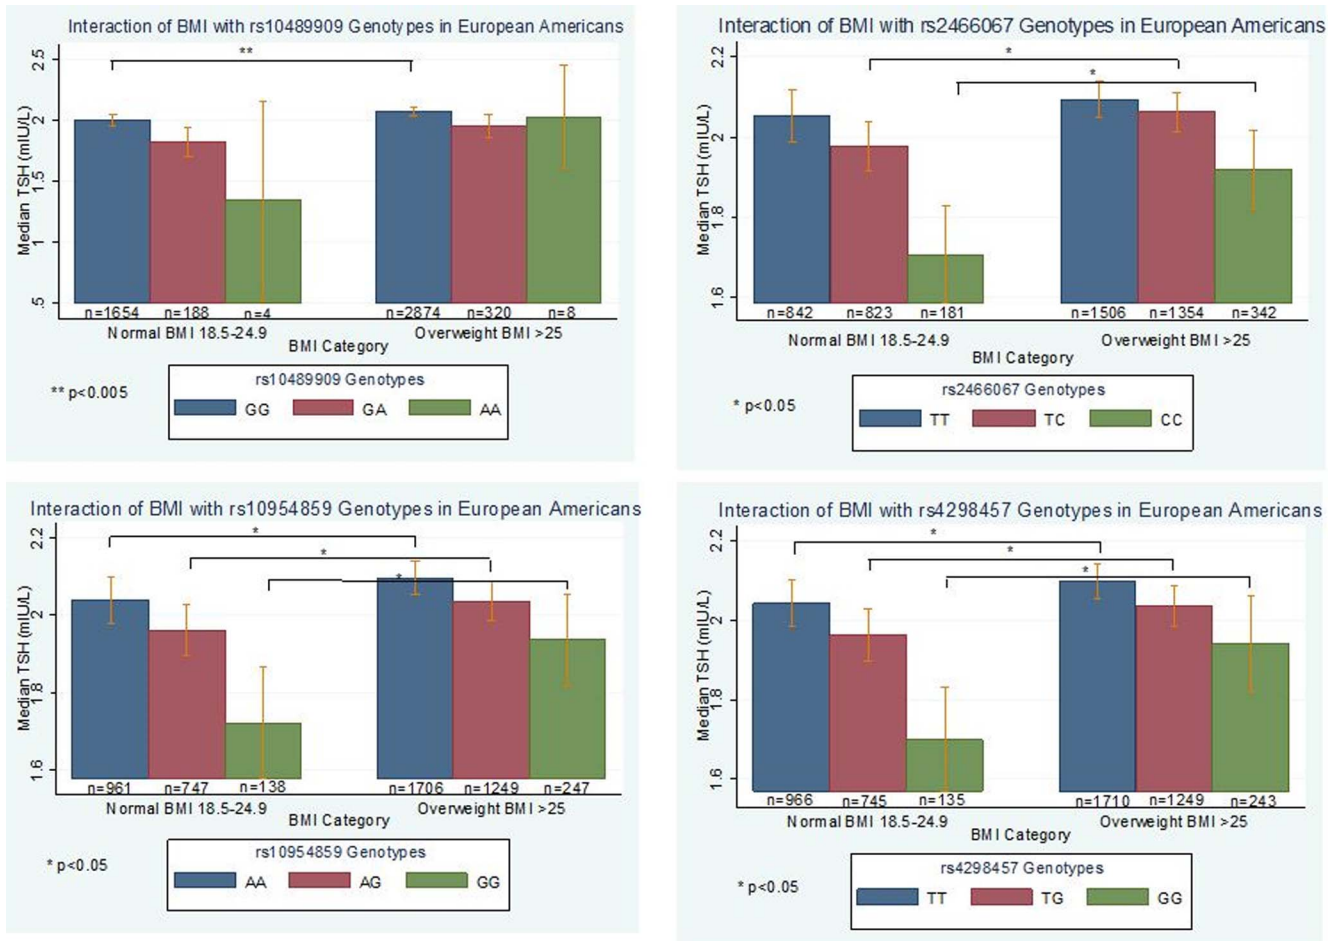 Interaction of BMI with rs10489909 Genotypes in European Americans
Median TSH (mIU/L)
2.5
2
1.5
1
.5
**
n=1654 n=188 n=4 n=2874 n=320 n=8
Normal BMI 18.5-24.9 Overweight BMI >25
BMI Category
** p<0.005
rs10489909 Genotypes
GG GA AA
Interaction of BMI with rs2466067 Genotypes in European Americans
Median TSH (mIU/L)
2.2
2
1.8
1.6
*
*
n=842 n=823 n=181 n=1506 n=1354 n=342
Normal BMI 18.5-24.9 Overweight BMI >25
BMI Category
* p<0.05
rs2466067 Genotypes
TT TC CC
Interaction of BMI with rs10954859 Genotypes in European Americans
Median TSH (mIU/L)
2.2
2
1.8
1.6
*
*
*
n=961 n=747 n=138 n=1706 n=1249 n=247
Normal BMI 18.5-24.9 Overweight BMI >25
BMI Category
* p<0.05
rs10954859 Genotypes
AA AG GG
Interaction of BMI with rs4298457 Genotypes in European Americans
Median TSH (mIU/L)
2.2
2
1.8
1.6
*
*
*
n=966 n=745 n=135 n=1710 n=1249 n=243
Normal BMI 18.5-24.9 Overweight BMI >25
BMI Category
* p<0.05
rs4298457 Genotypes
TT TG GG